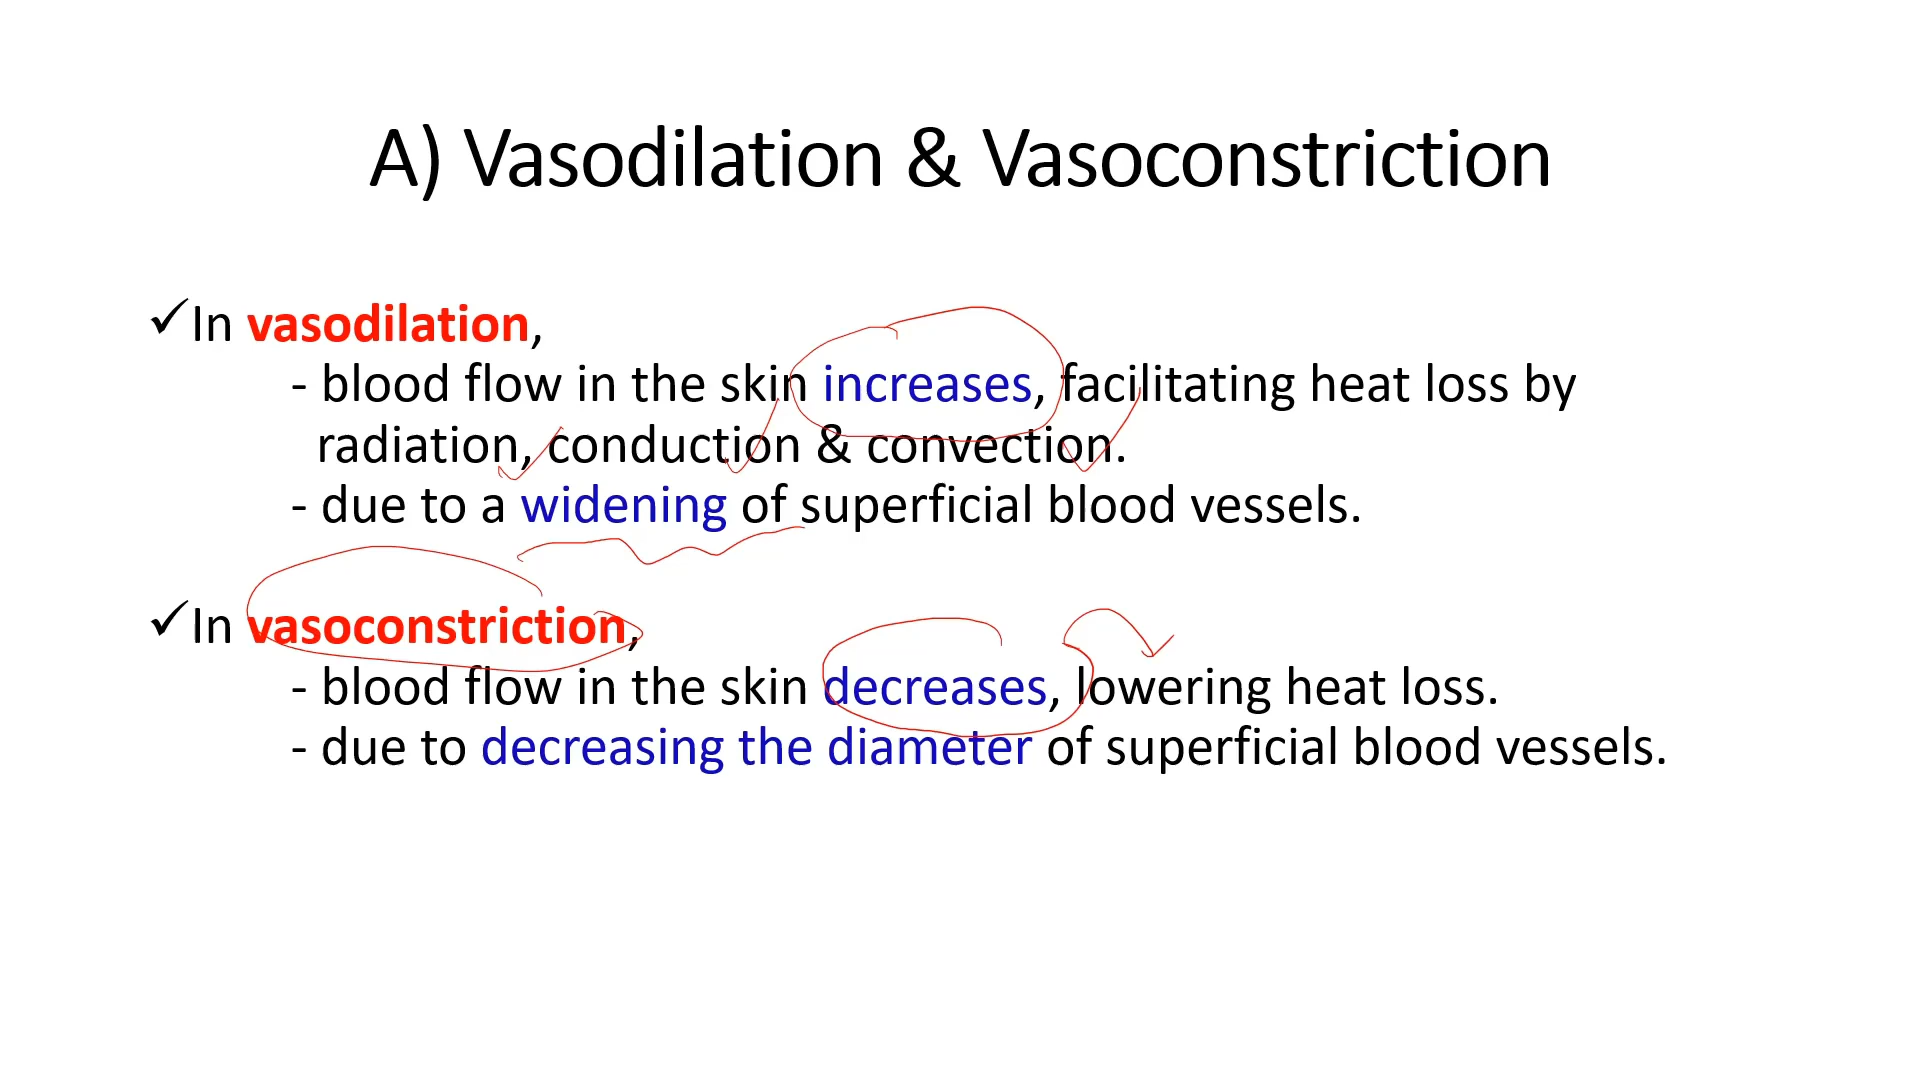 A) Vasodilation & Vasoconstriction
✓In vasodilation,
- blood flow in the skin increases, facilitating heat loss by
radiation, conduction & convection.
- due to a widening of superficial blood vessels.
✓In vasoconstriction,
- blood flow in the skin decreases, lowering heat loss.
- due to decreasing the diameter of superficial blood vessels.